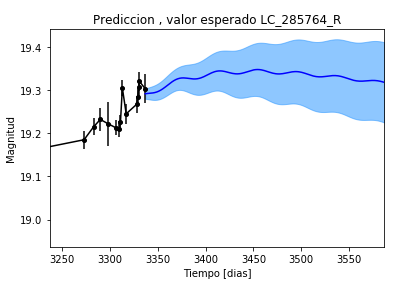 Prediccion , valor esperado LC_285764_R
19.4
19.3
19.2
19.1
19.0
Magnitud
3250 3300 3350 3400 3450 3500 3550
Tiempo [dias]